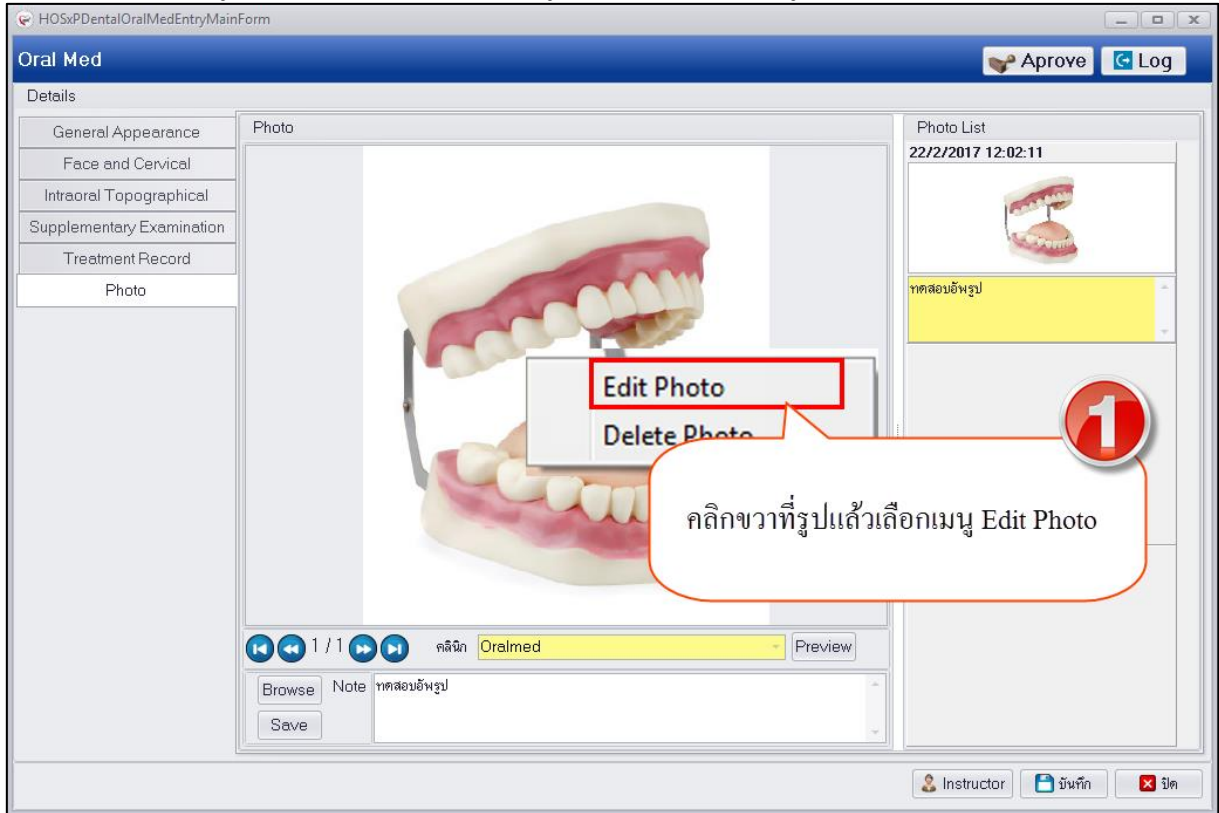 HOSxPDentalOralMedEntryMainForm
Oral Med
Aprove
Log
Details
General Appearance
Face and Cervical
Intraoral Topographical
Supplementary Examination
Treatment Record
Photo
Photo
Photo List
22/2/2017 12:02:11
ทดสอบอัพรูป
Edit Photo
Delete Photo
1
คลิกขวาที่รูปแล้วเลือกเมนู Edit Photo
1 / 1
คลินิก
Oralmed
Preview
Browse
Note
ทดสอบอัพรูป
Save
Instructor
บันทึก
ปิด